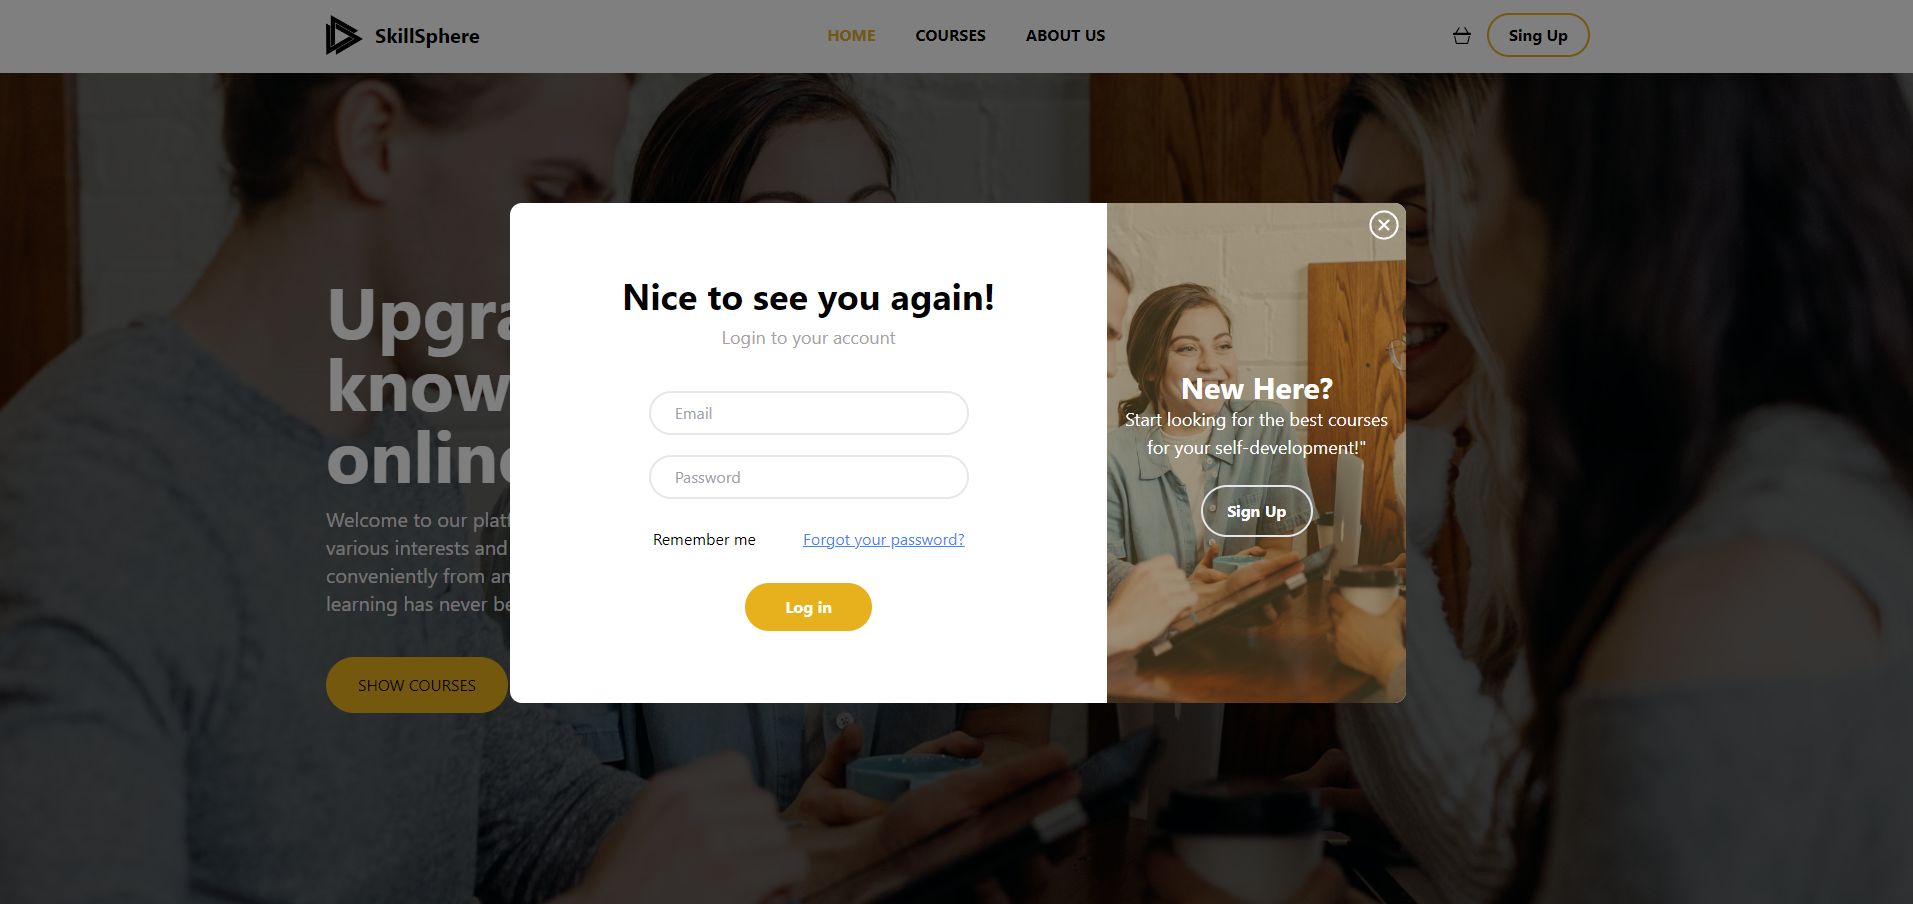 SkillSphere
HOME
COURSES
ABOUT US
Sing Up
Upgra
know
online
Welcome to our platf
various interests and
conveniently from an
learning has never be
SHOW COURSES
Nice to see you again!
Login to your account
Email
Password
Remember me
Forgot your password?
Log in
New Here?
Start looking for the best courses
for your self-development!"
Sign Up